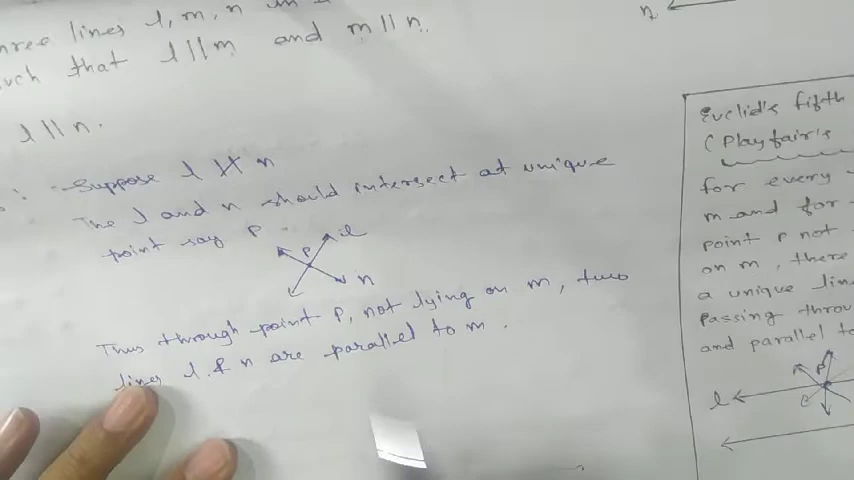 three lines l, m, n in
such that l || m and m || n.
l || n.
Suppose l ∦ n
The l and n should intersect at unique
point say P.
P l
n
Thus through point P, not lying on m, two
lines l & n are parallel to m.
n
Euclid's fifth
(Playfair's
for every
m and for
point P not
on m, there
a unique line
Passing throu
and parallel to
P
l